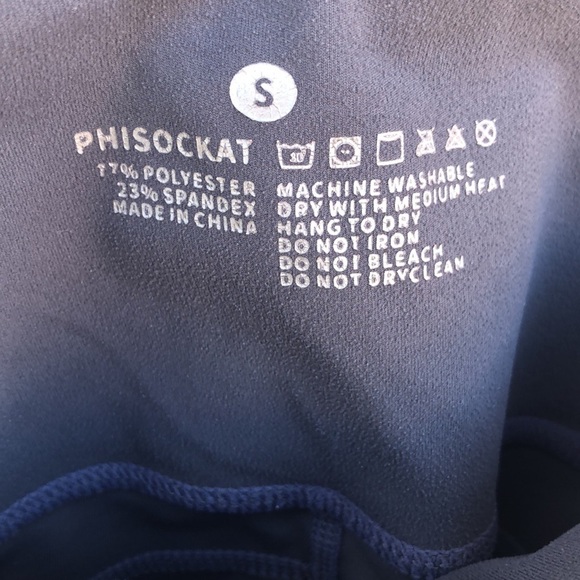 S
PHISOCKAT
77% POLYESTER
23% SPANDEX
MADE IN CHINA
MACHINE WASHABLE
DRY WITH MEDIUM HEAT
HANG TO DRY
DO NOT IRON
DO NOT BLEACH
DO NOT DRYCLEAN